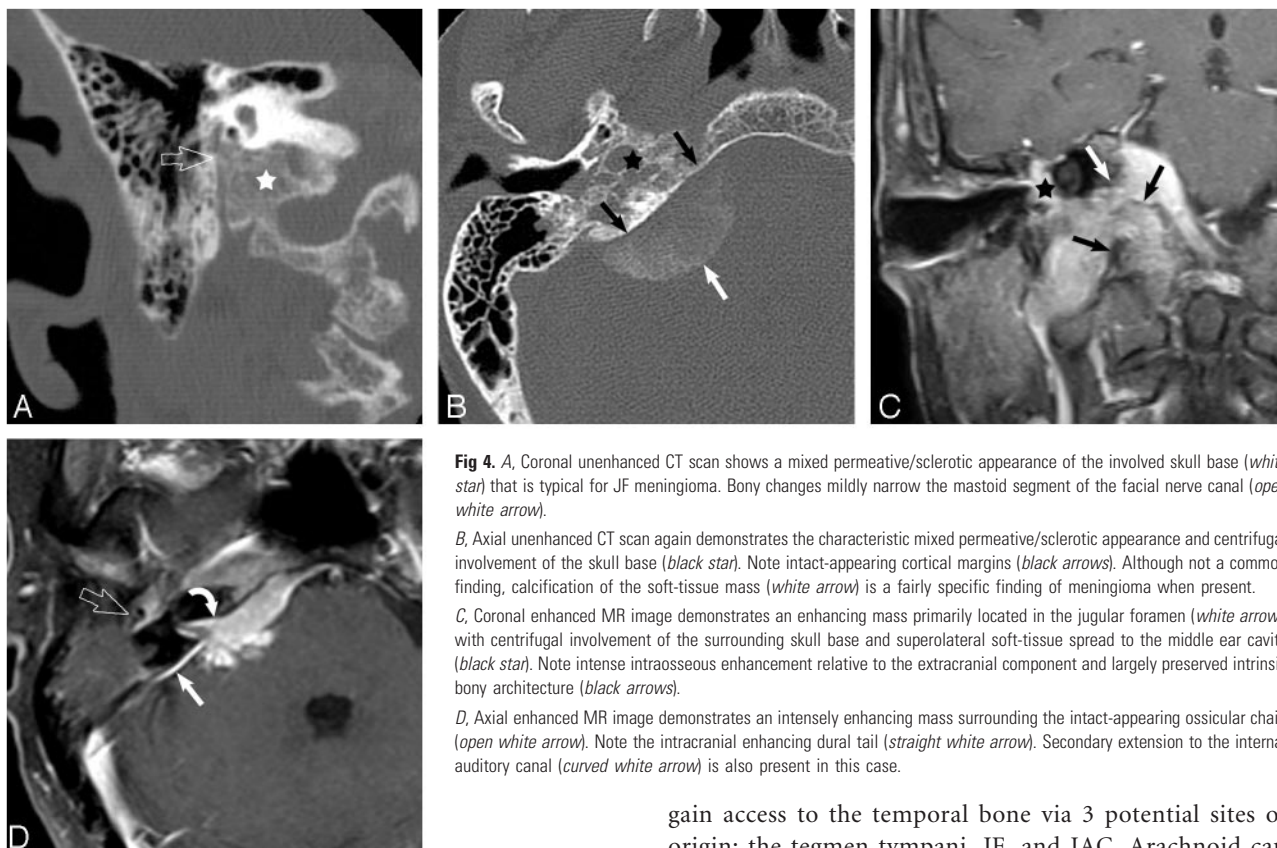 A
B
C
D
Fig 4. A, Coronal unenhanced CT scan shows a mixed permeative/sclerotic appearance of the involved skull base (whit
star) that is typical for JF meningioma. Bony changes mildly narrow the mastoid segment of the facial nerve canal (ope
white arrow).
B, Axial unenhanced CT scan again demonstrates the characteristic mixed permeative/sclerotic appearance and centrifuga
involvement of the skull base (black star). Note intact-appearing cortical margins (black arrows). Although not a commo
finding, calcification of the soft-tissue mass (white arrow) is a fairly specific finding of meningioma when present.
C, Coronal enhanced MR image demonstrates an enhancing mass primarily located in the jugular foramen (white arrow
with centrifugal involvement of the surrounding skull base and superolateral soft-tissue spread to the middle ear cavit
(black star). Note intense intraosseous enhancement relative to the extracranial component and largely preserved intrinsi
bony architecture (black arrows).
D, Axial enhanced MR image demonstrates an intensely enhancing mass surrounding the intact-appearing ossicular chai
(open white arrow). Note the intracranial enhancing dural tail (straight white arrow). Secondary extension to the interna
auditory canal (curved white arrow) is also present in this case.
gain access to the temporal bone via 3 potential sites o
origin: the tegmen tympani, JF, and IAC. Arachnoid cap